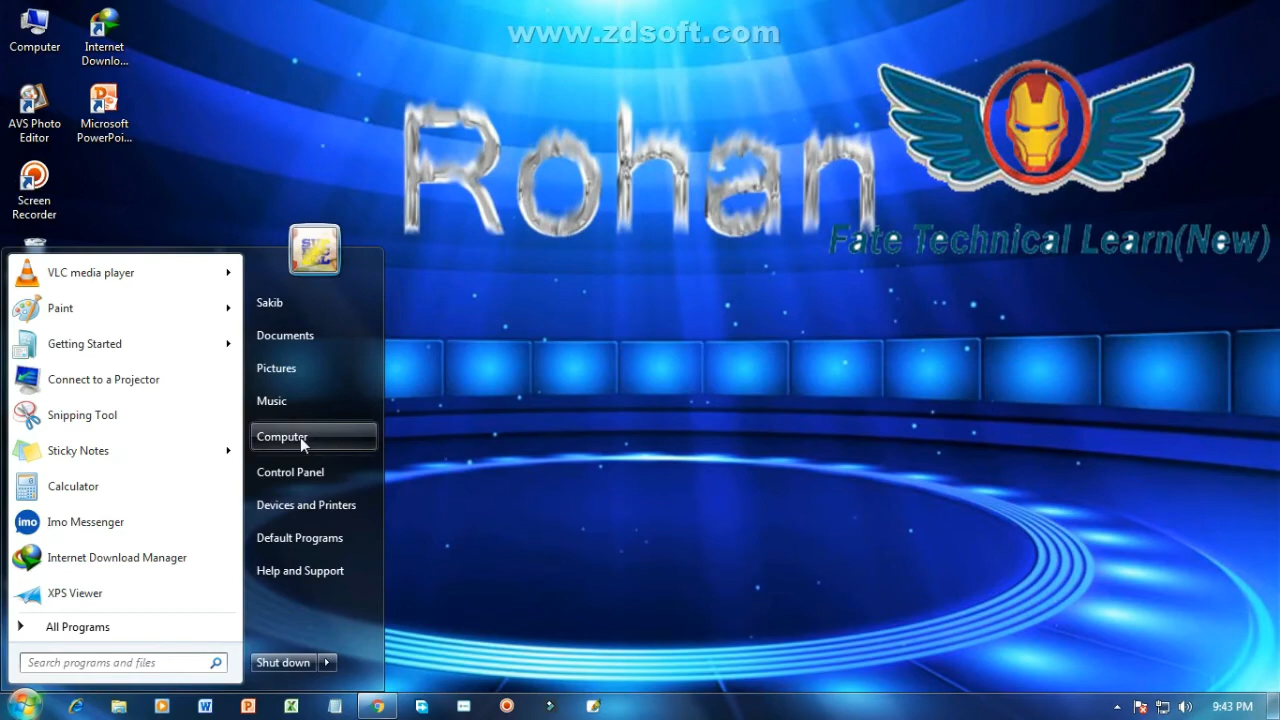 www.zdsoft.com
Computer
Internet
Downlo...
AVS Photo
Editor
Microsoft
PowerPoi...
Screen
Recorder
Rohan
Fate Technical Learn(New)
VLC media player
Paint
Getting Started
Connect to a Projector
Snipping Tool
Sticky Notes
Calculator
imo
Imo Messenger
Internet Download Manager
XPS Viewer
All Programs
Search programs and files
Sakib
Documents
Pictures
Music
Computer
Control Panel
Devices and Printers
Default Programs
Help and Support
Shut down
9:43 PM